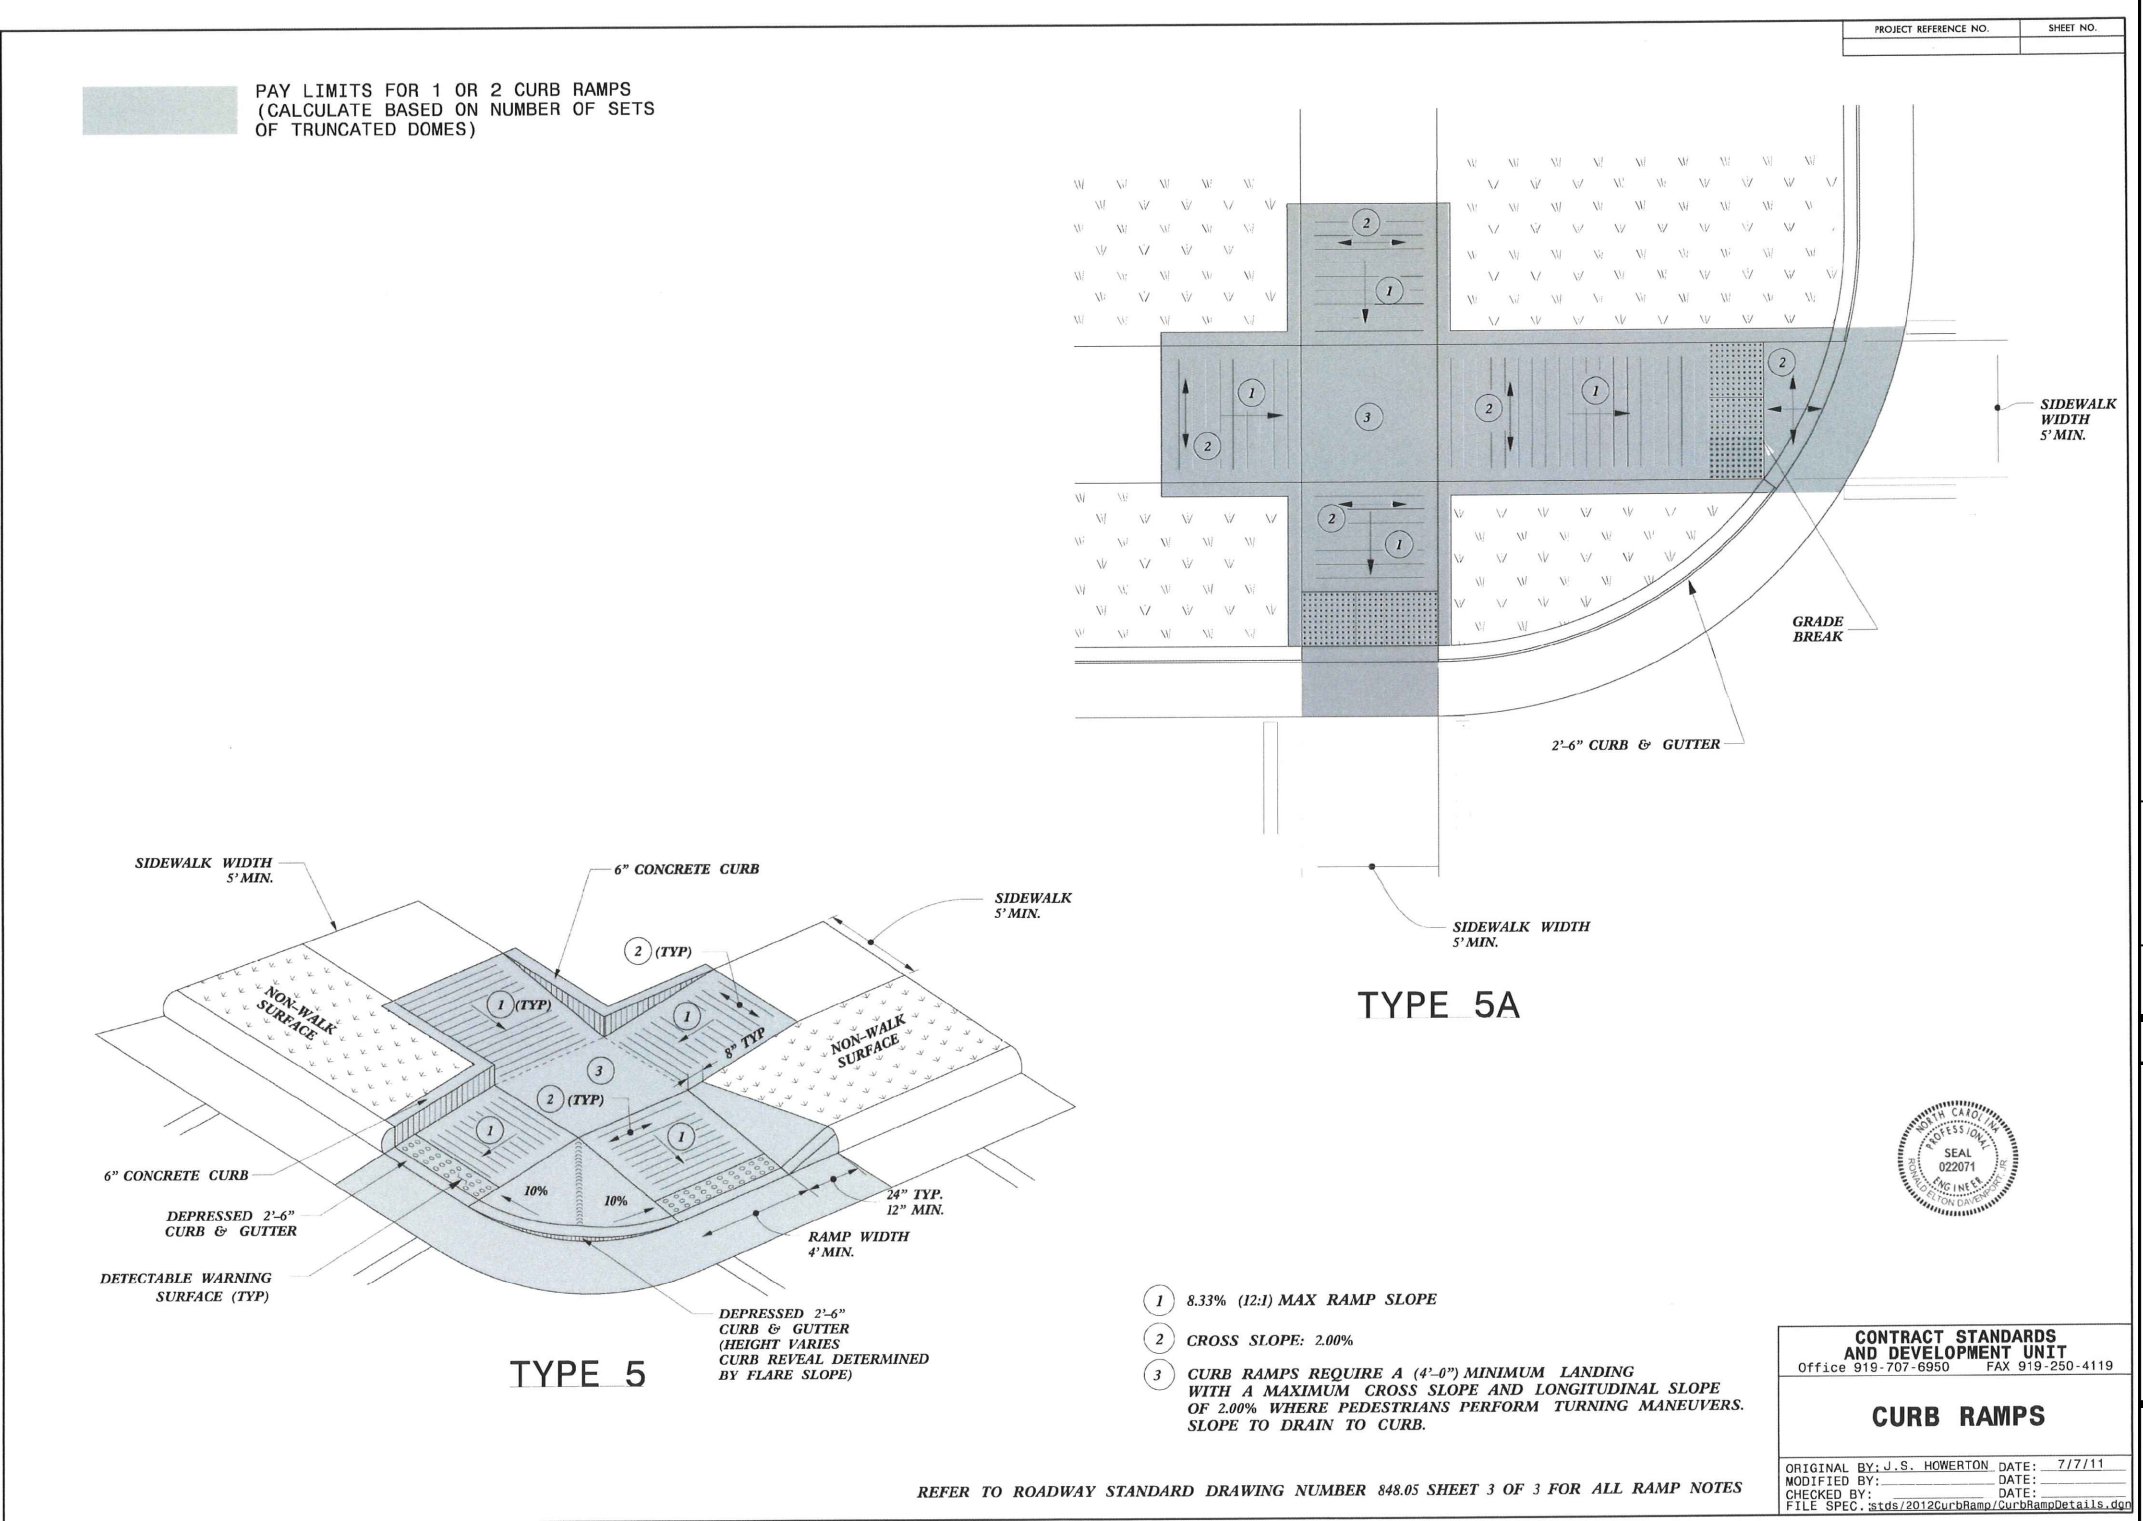 PROJECT REFERENCE NO.
SHEET NO.
PAY LIMITS FOR 1 OR 2 CURB RAMPS
(CALCULATE BASED ON NUMBER OF SETS
OF TRUNCATED DOMES)
2
1
1
2
3
2
1
2
2
1
SIDEWALK
WIDTH
5' MIN.
GRADE
BREAK
2'-6" CURB & GUTTER
SIDEWALK WIDTH
5' MIN.
TYPE 5A
SIDEWALK WIDTH
5' MIN.
6" CONCRETE CURB
SIDEWALK
5' MIN.
2 (TYP)
NON-WALK
SURFACE
1 (TYP)
1
8" TYP
NON-WALK
SURFACE
3
2 (TYP)
1
1
10%
10%
6" CONCRETE CURB
DEPRESSED 2'-6"
CURB & GUTTER
DETECTABLE WARNING
SURFACE (TYP)
24" TYP.
12" MIN.
RAMP WIDTH
4' MIN.
DEPRESSED 2'-6"
CURB & GUTTER
(HEIGHT VARIES
CURB REVEAL DETERMINED
BY FLARE SLOPE)
TYPE 5
NORTH CAROLINA
PROFESSIONAL
SEAL
022071
ENGINEER
RONALD ELTON DAVENPORT, JR
1 8.33% (12:1) MAX RAMP SLOPE
2 CROSS SLOPE: 2.00%
3 CURB RAMPS REQUIRE A (4'-0") MINIMUM LANDING
WITH A MAXIMUM CROSS SLOPE AND LONGITUDINAL SLOPE
OF 2.00% WHERE PEDESTRIANS PERFORM TURNING MANEUVERS.
SLOPE TO DRAIN TO CURB.
REFER TO ROADWAY STANDARD DRAWING NUMBER 848.05 SHEET 3 OF 3 FOR ALL RAMP NOTES
CONTRACT STANDARDS
AND DEVELOPMENT UNIT
Office 919-707-6950 FAX 919-250-4119
CURB RAMPS
ORIGINAL BY: J.S. HOWERTON DATE: 7/7/11
MODIFIED BY: DATE:
CHECKED BY: DATE:
FILE SPEC.: stds/2012CurbRamp/CurbRampDetails.dgn